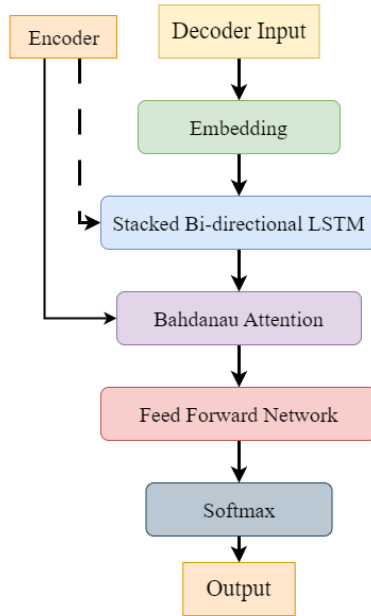 Encoder
Decoder Input
Embedding
Stacked Bi-directional LSTM
Bahdanau Attention
Feed Forward Network
Softmax
Output